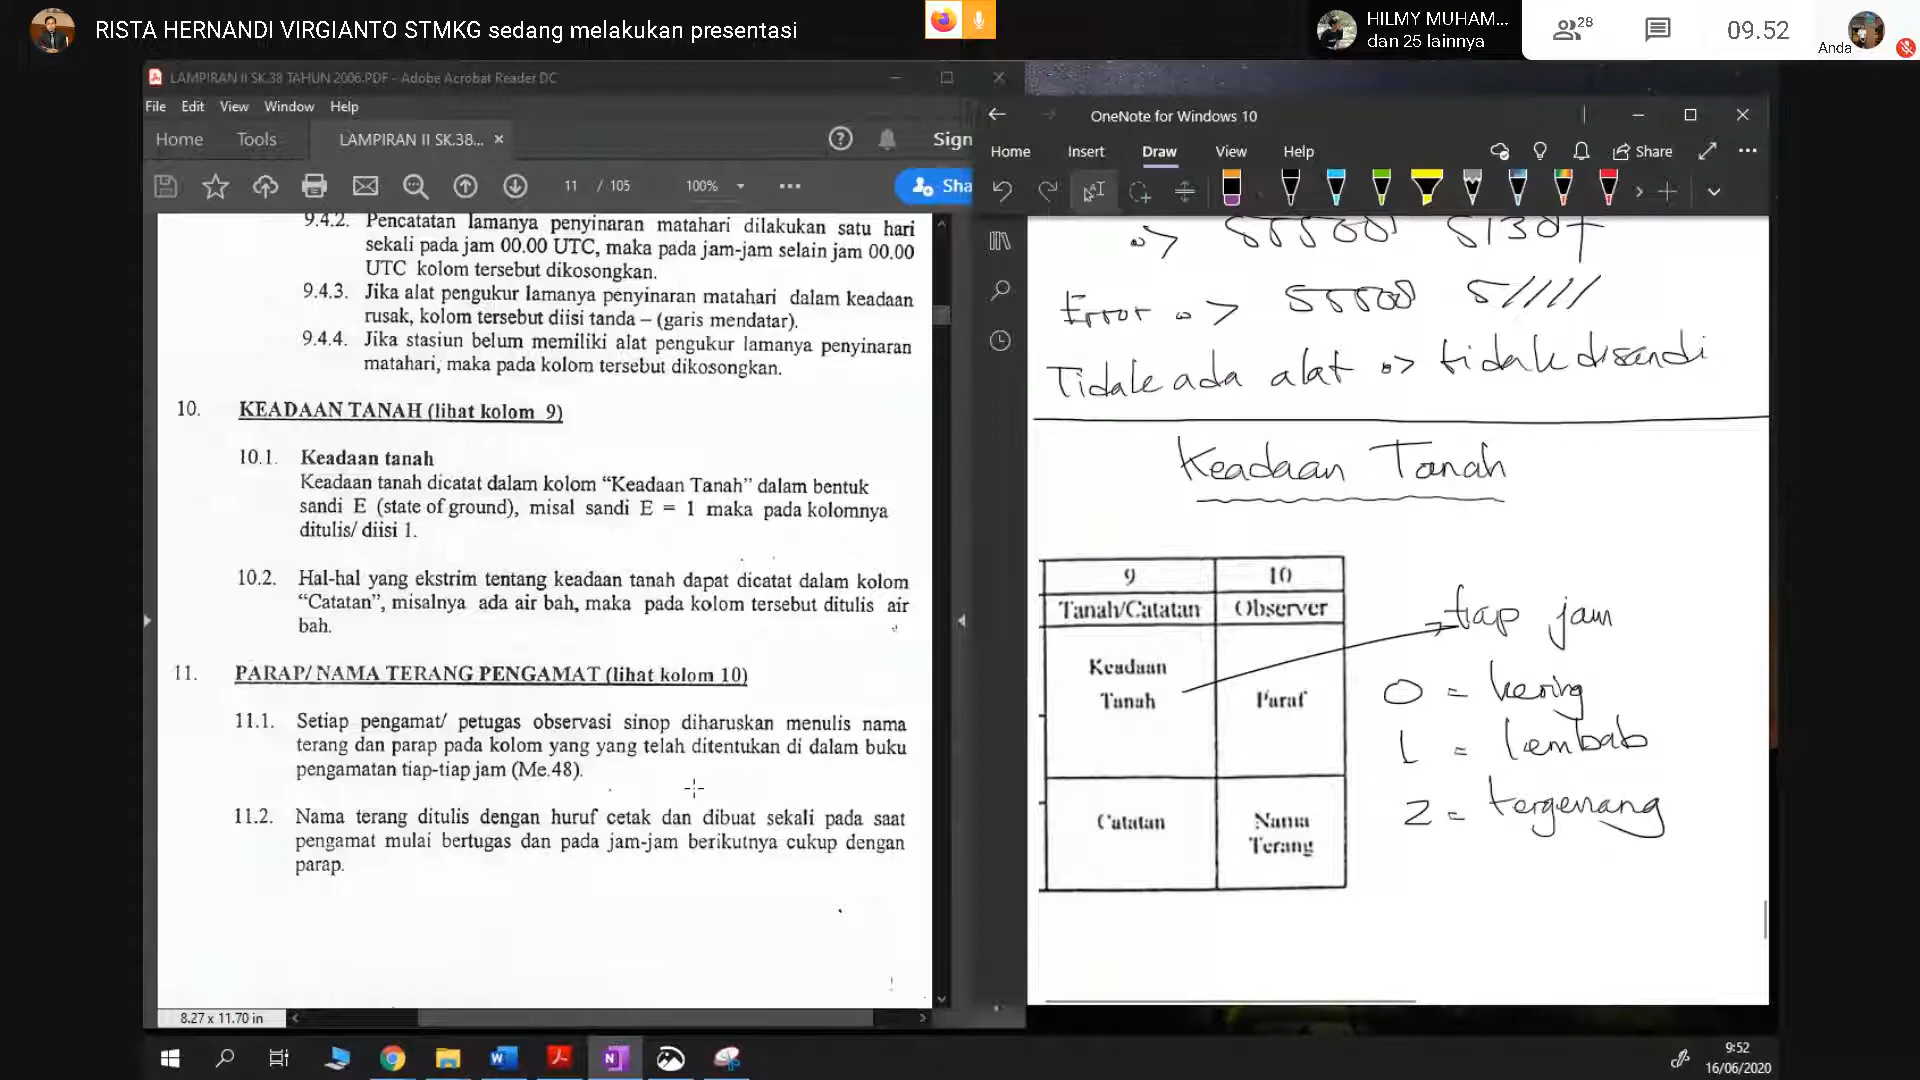 RISTA HERNANDI VIRGIANTO STMKG sedang melakukan presentasi
HILMY MUHAM...
dan 25 lainnya
28
09.52
Anda
LAMPIRAN II SK.38 TAHUN 2006.PDF - Adobe Acrobat Reader DC
File Edit View Window Help
Home Tools LAMPIRAN II SK.38... × Sign
11 / 105 100% Sha
9.4.2. Pencatatan lamanya penyinaran matahari dilakukan satu hari
sekali pada jam 00.00 UTC, maka pada jam-jam selain jam 00.00
UTC kolom tersebut dikosongkan.
9.4.3. Jika alat pengukur lamanya penyinaran matahari dalam keadaan
rusak, kolom tersebut diisi tanda – (garis mendatar).
9.4.4. Jika stasiun belum memiliki alat pengukur lamanya penyinaran
matahari, maka pada kolom tersebut dikosongkan.
10. KEADAAN TANAH (lihat kolom 9)
10.1. Keadaan tanah
Keadaan tanah dicatat dalam kolom “Keadaan Tanah” dalam bentuk
sandi E (state of ground), misal sandi E = 1 maka pada kolomnya
ditulis/ diisi 1.
10.2. Hal-hal yang ekstrim tentang keadaan tanah dapat dicatat dalam kolom
“Catatan”, misalnya ada air bah, maka pada kolom tersebut ditulis air
bah.
11. PARAP/ NAMA TERANG PENGAMAT (lihat kolom 10)
11.1. Setiap pengamat/ petugas observasi sinop diharuskan menulis nama
terang dan parap pada kolom yang yang telah ditentukan di dalam buku
pengamatan tiap-tiap jam (Me.48).
11.2. Nama terang ditulis dengan huruf cetak dan dibuat sekali pada saat
pengamat mulai bertugas dan pada jam-jam berikutnya cukup dengan
parap.
8.27 x 11.70 in
OneNote for Windows 10
Home Insert Draw View Help Share
Error => 55508 5/////
Tidak ada alat => tidak disandi
Keadaan Tanah
9 10
Tanah/Catatan Observer
Keadaan
Tanah
Paraf
Catatan
Nama
Terang
tiap jam
0 = kering
1 = lembab
2 = tergenang
9:52
16/06/2020